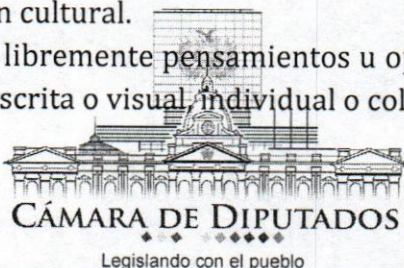 n cultural.
libremente pensamientos u o
scrita o visual, individual o col
CÁMARA DE DIPUTADOS
Legislando con el pueblo